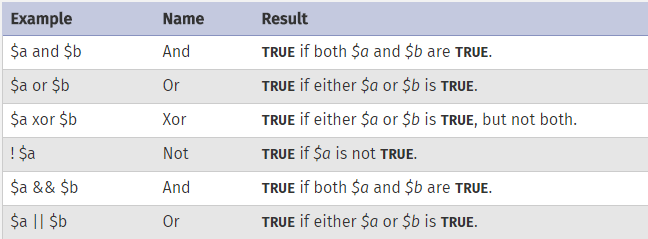 Example Name Result
$a and $b And TRUE if both $a and $b are TRUE.
$a or $b Or TRUE if either $a or $b is TRUE.
$a xor $b Xor TRUE if either $a or $b is TRUE, but not both.
! $a Not TRUE if $a is not TRUE.
$a && $b And TRUE if both $a and $b are TRUE.
$a || $b Or TRUE if either $a or $b is TRUE.